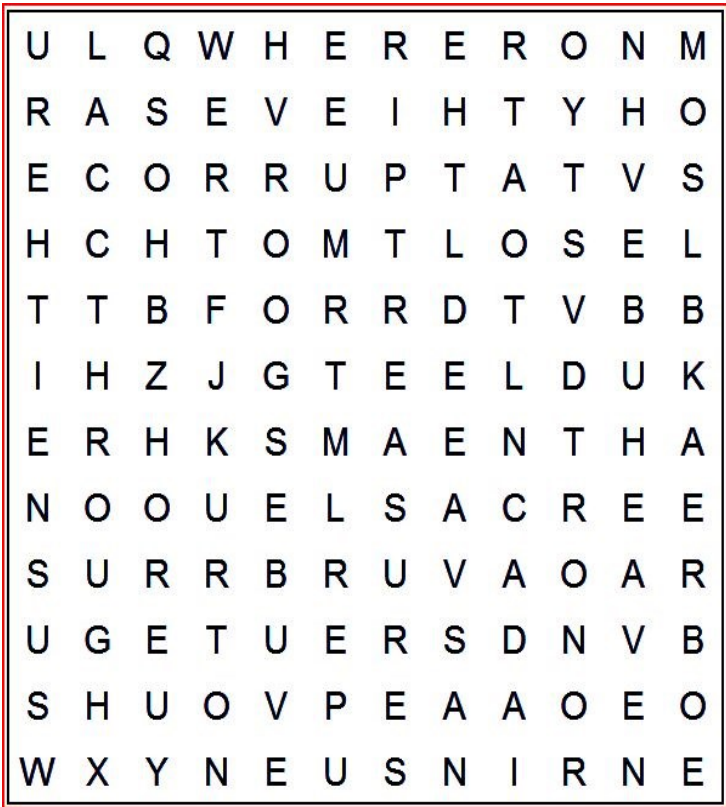 U L Q W H E R E R O N M
R A S E V E I H T Y H O
E C O R R U P T A T V S
H C H T O M T L O S E L
T T B F O R R D T V B B
I H Z J G T E E L D U K
E R H K S M A E N T H A
N O O U E L S A C R E E
S U R R B R U V A O A R
U G E T U E R S D N V B
S H U O V P E A A O E O
W X Y N E U S N I R N E